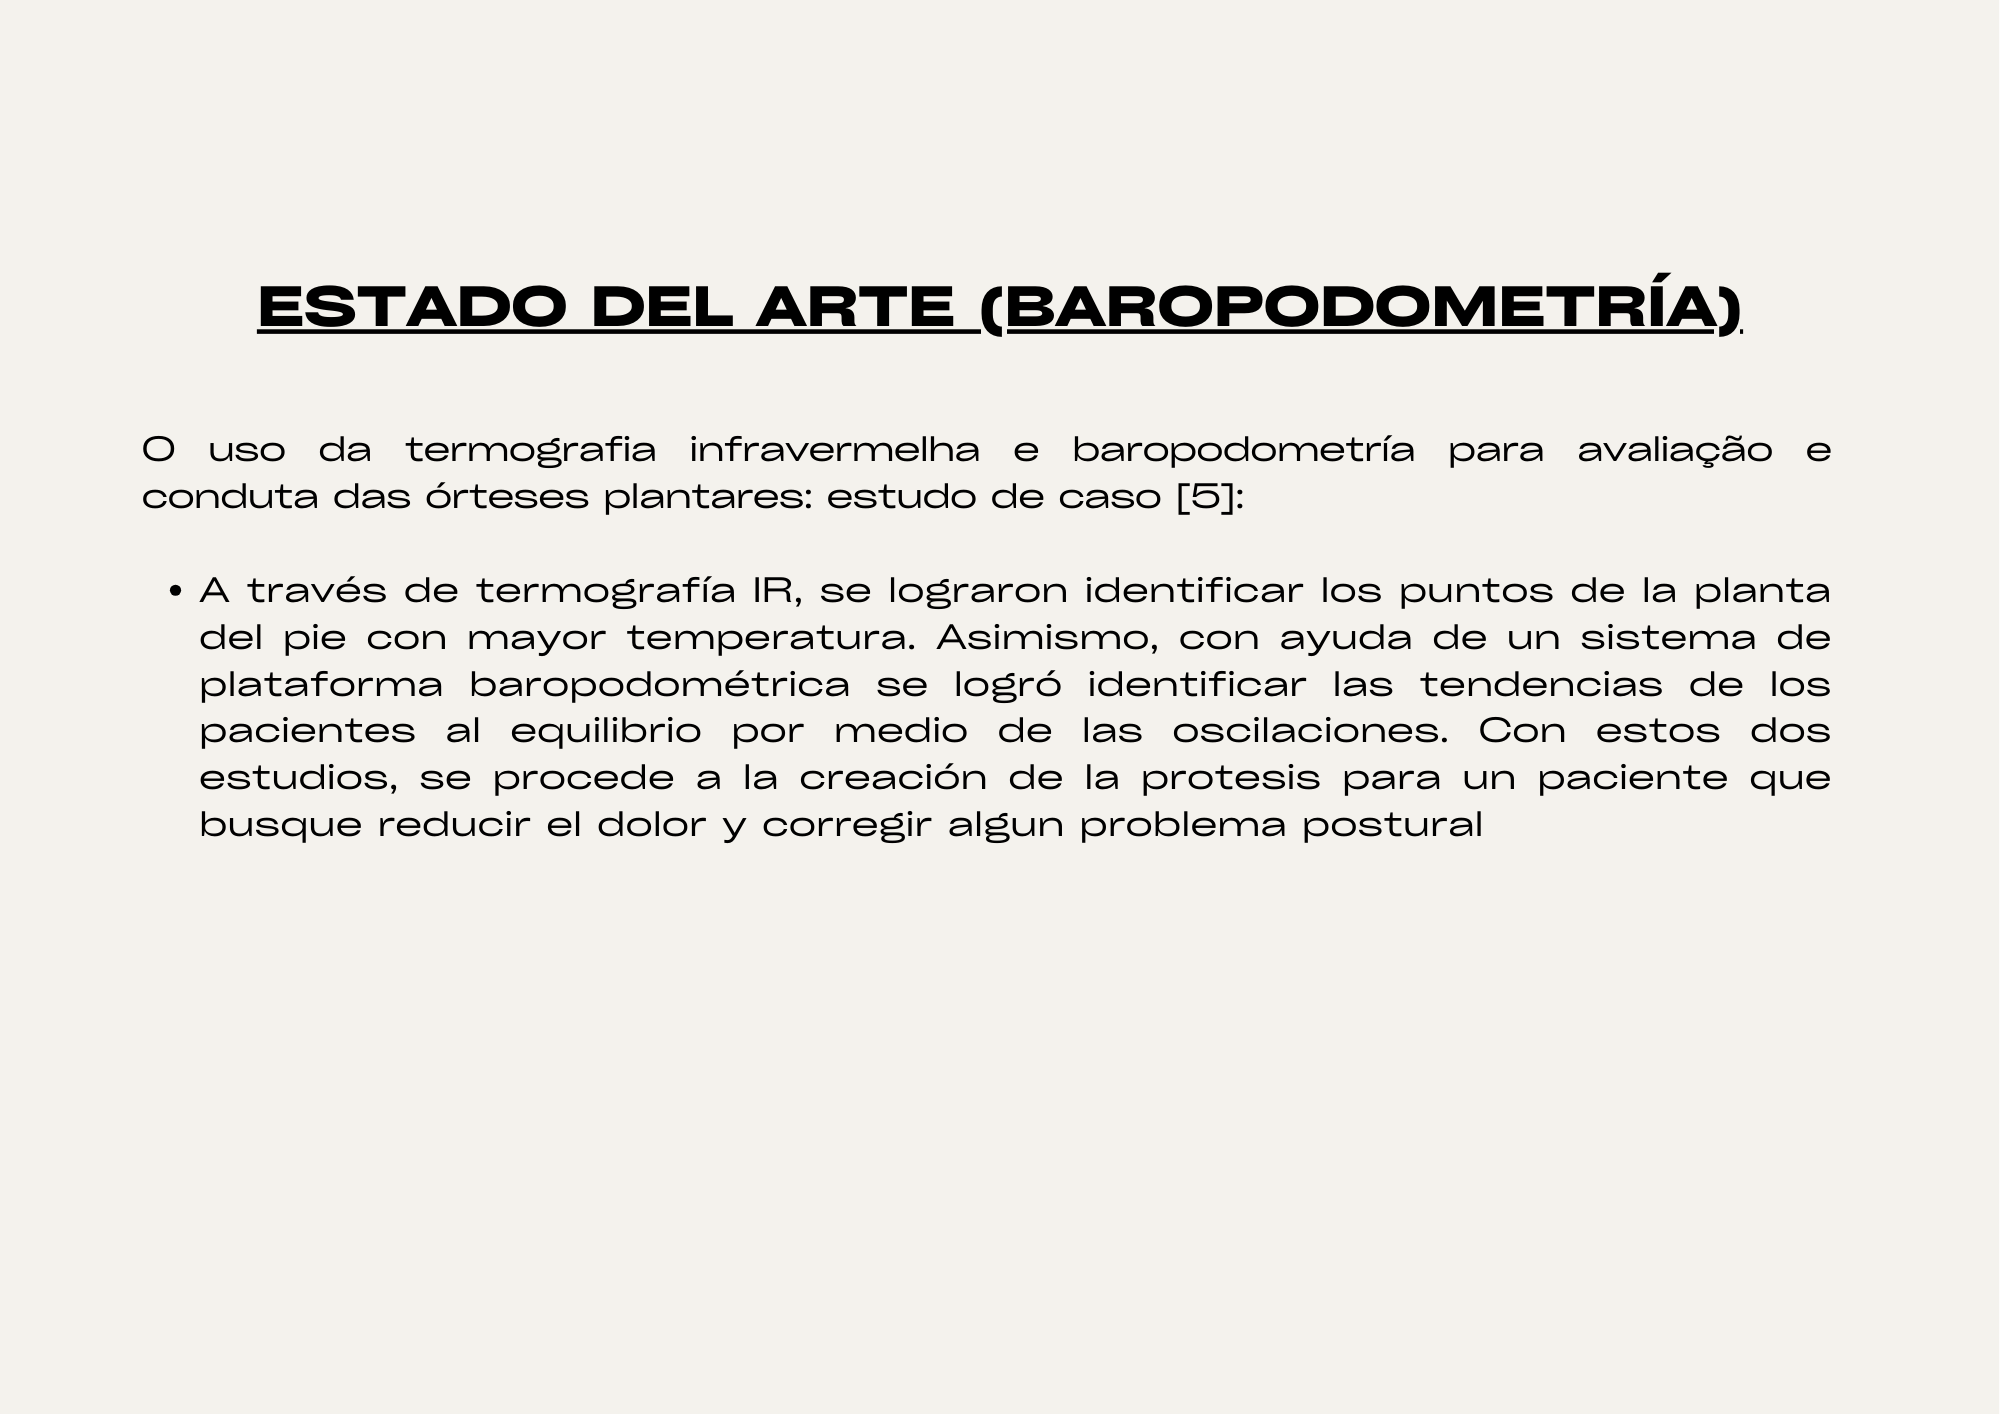 ESTADO DEL ARTE (BAROPODOMETRÍA)
O uso da termografia infravermelha e baropodometría para avaliação e
conduta das órteses plantares: estudo de caso [5]:
• A través de termografía IR, se lograron identificar los puntos de la planta
del pie con mayor temperatura. Asimismo, con ayuda de un sistema de
plataforma baropodométrica se logró identificar las tendencias de los
pacientes al equilibrio por medio de las oscilaciones. Con estos dos
estudios, se procede a la creación de la protesis para un paciente que
busque reducir el dolor y corregir algun problema postural